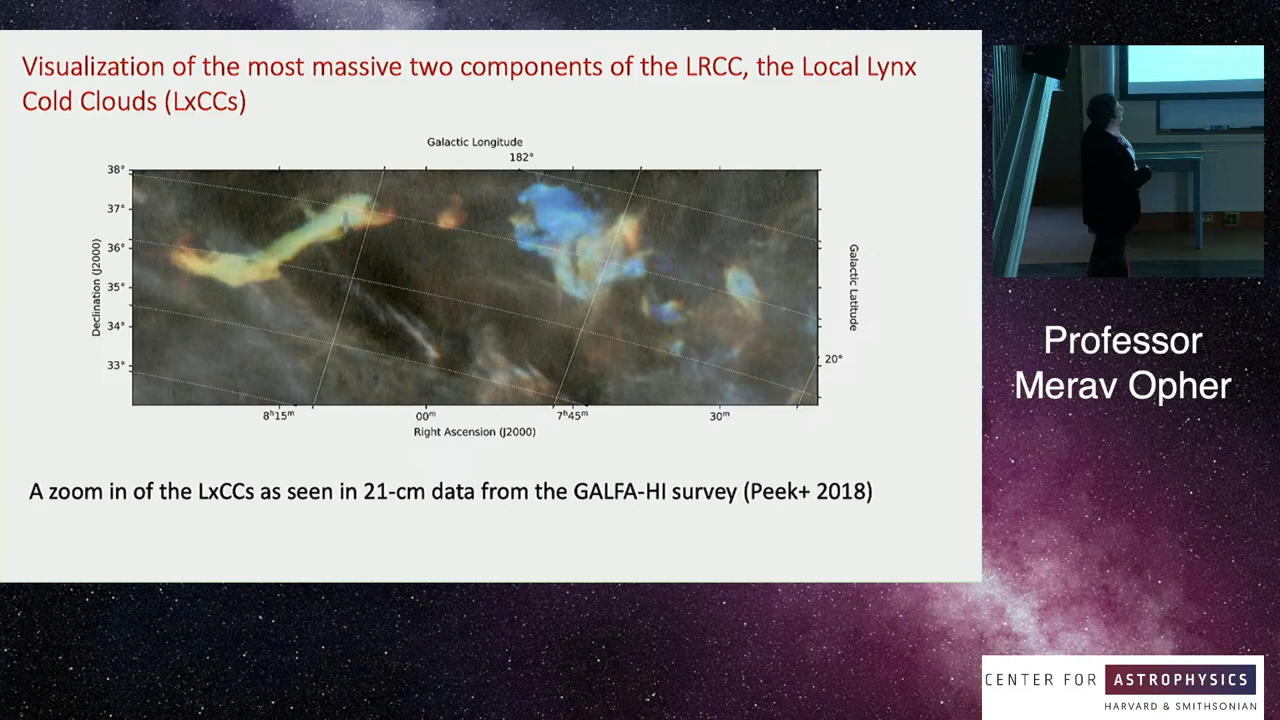 Visualization of the most massive two components of the LRCC, the Local Lynx
Cold Clouds (LxCCs)
Galactic Longitude
182°
38°
37°
36°
35°
34°
33°
Declination (J2000)
Galactic Latitude
20°
8ʰ15ᵐ
00ᵐ
7ʰ45ᵐ
30ᵐ
Right Ascension (J2000)
A zoom in of the LxCCs as seen in 21-cm data from the GALFA-HI survey (Peek+ 2018)
Professor
Merav Opher
CENTER FOR ASTROPHYSICS
HARVARD & SMITHSONIAN